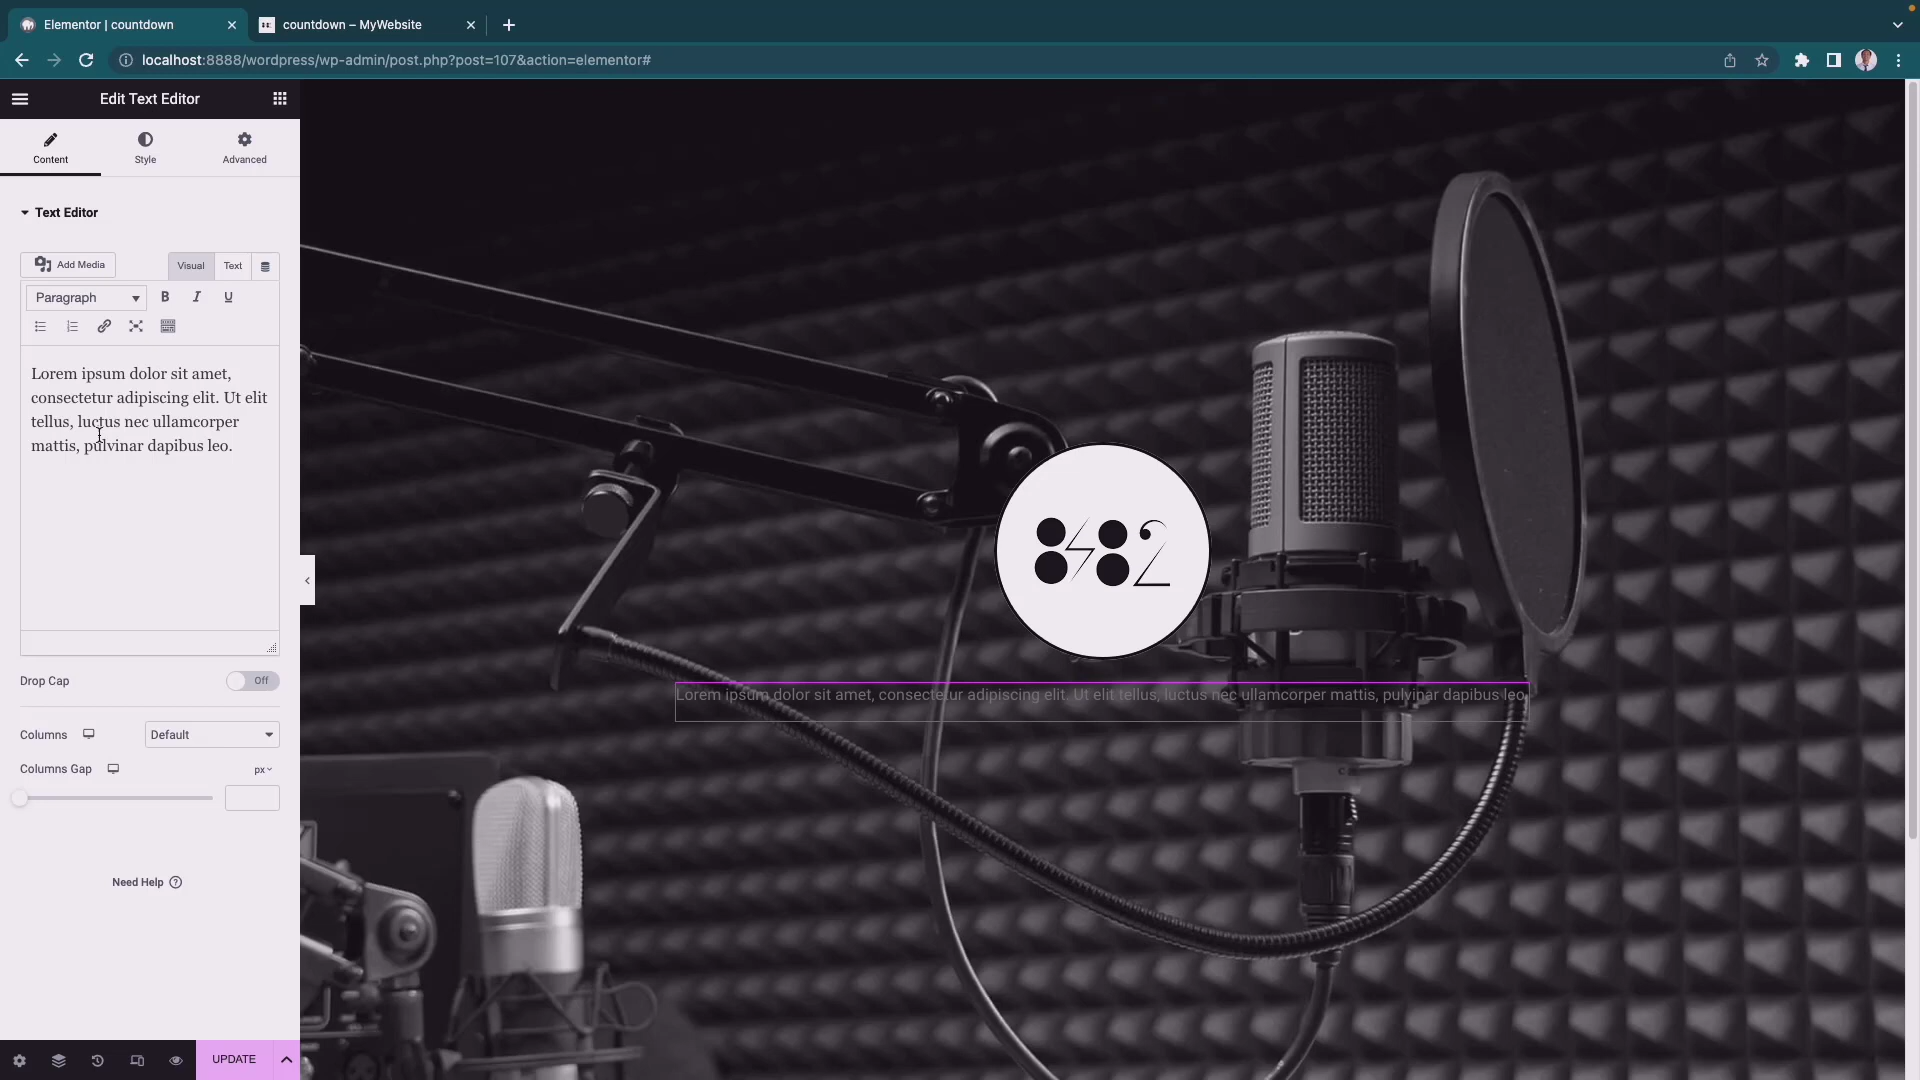 Elementor | countdown
countdown – MyWebsite
localhost:8888/wordpress/wp-admin/post.php?post=107&action=elementor#
Edit Text Editor
Content
Style
Advanced
Text Editor
Add Media
Visual
Text
Paragraph
B
I
U
Lorem ipsum dolor sit amet,
consectetur adipiscing elit. Ut elit
tellus, luctus nec ullamcorper
mattis, pulvinar dapibus leo.
Drop Cap
Off
Columns
Default
Columns Gap
px
Need Help
UPDATE
Lorem ipsum dolor sit amet, consectetur adipiscing elit. Ut elit tellus, luctus nec ullamcorper mattis, pulvinar dapibus leo.